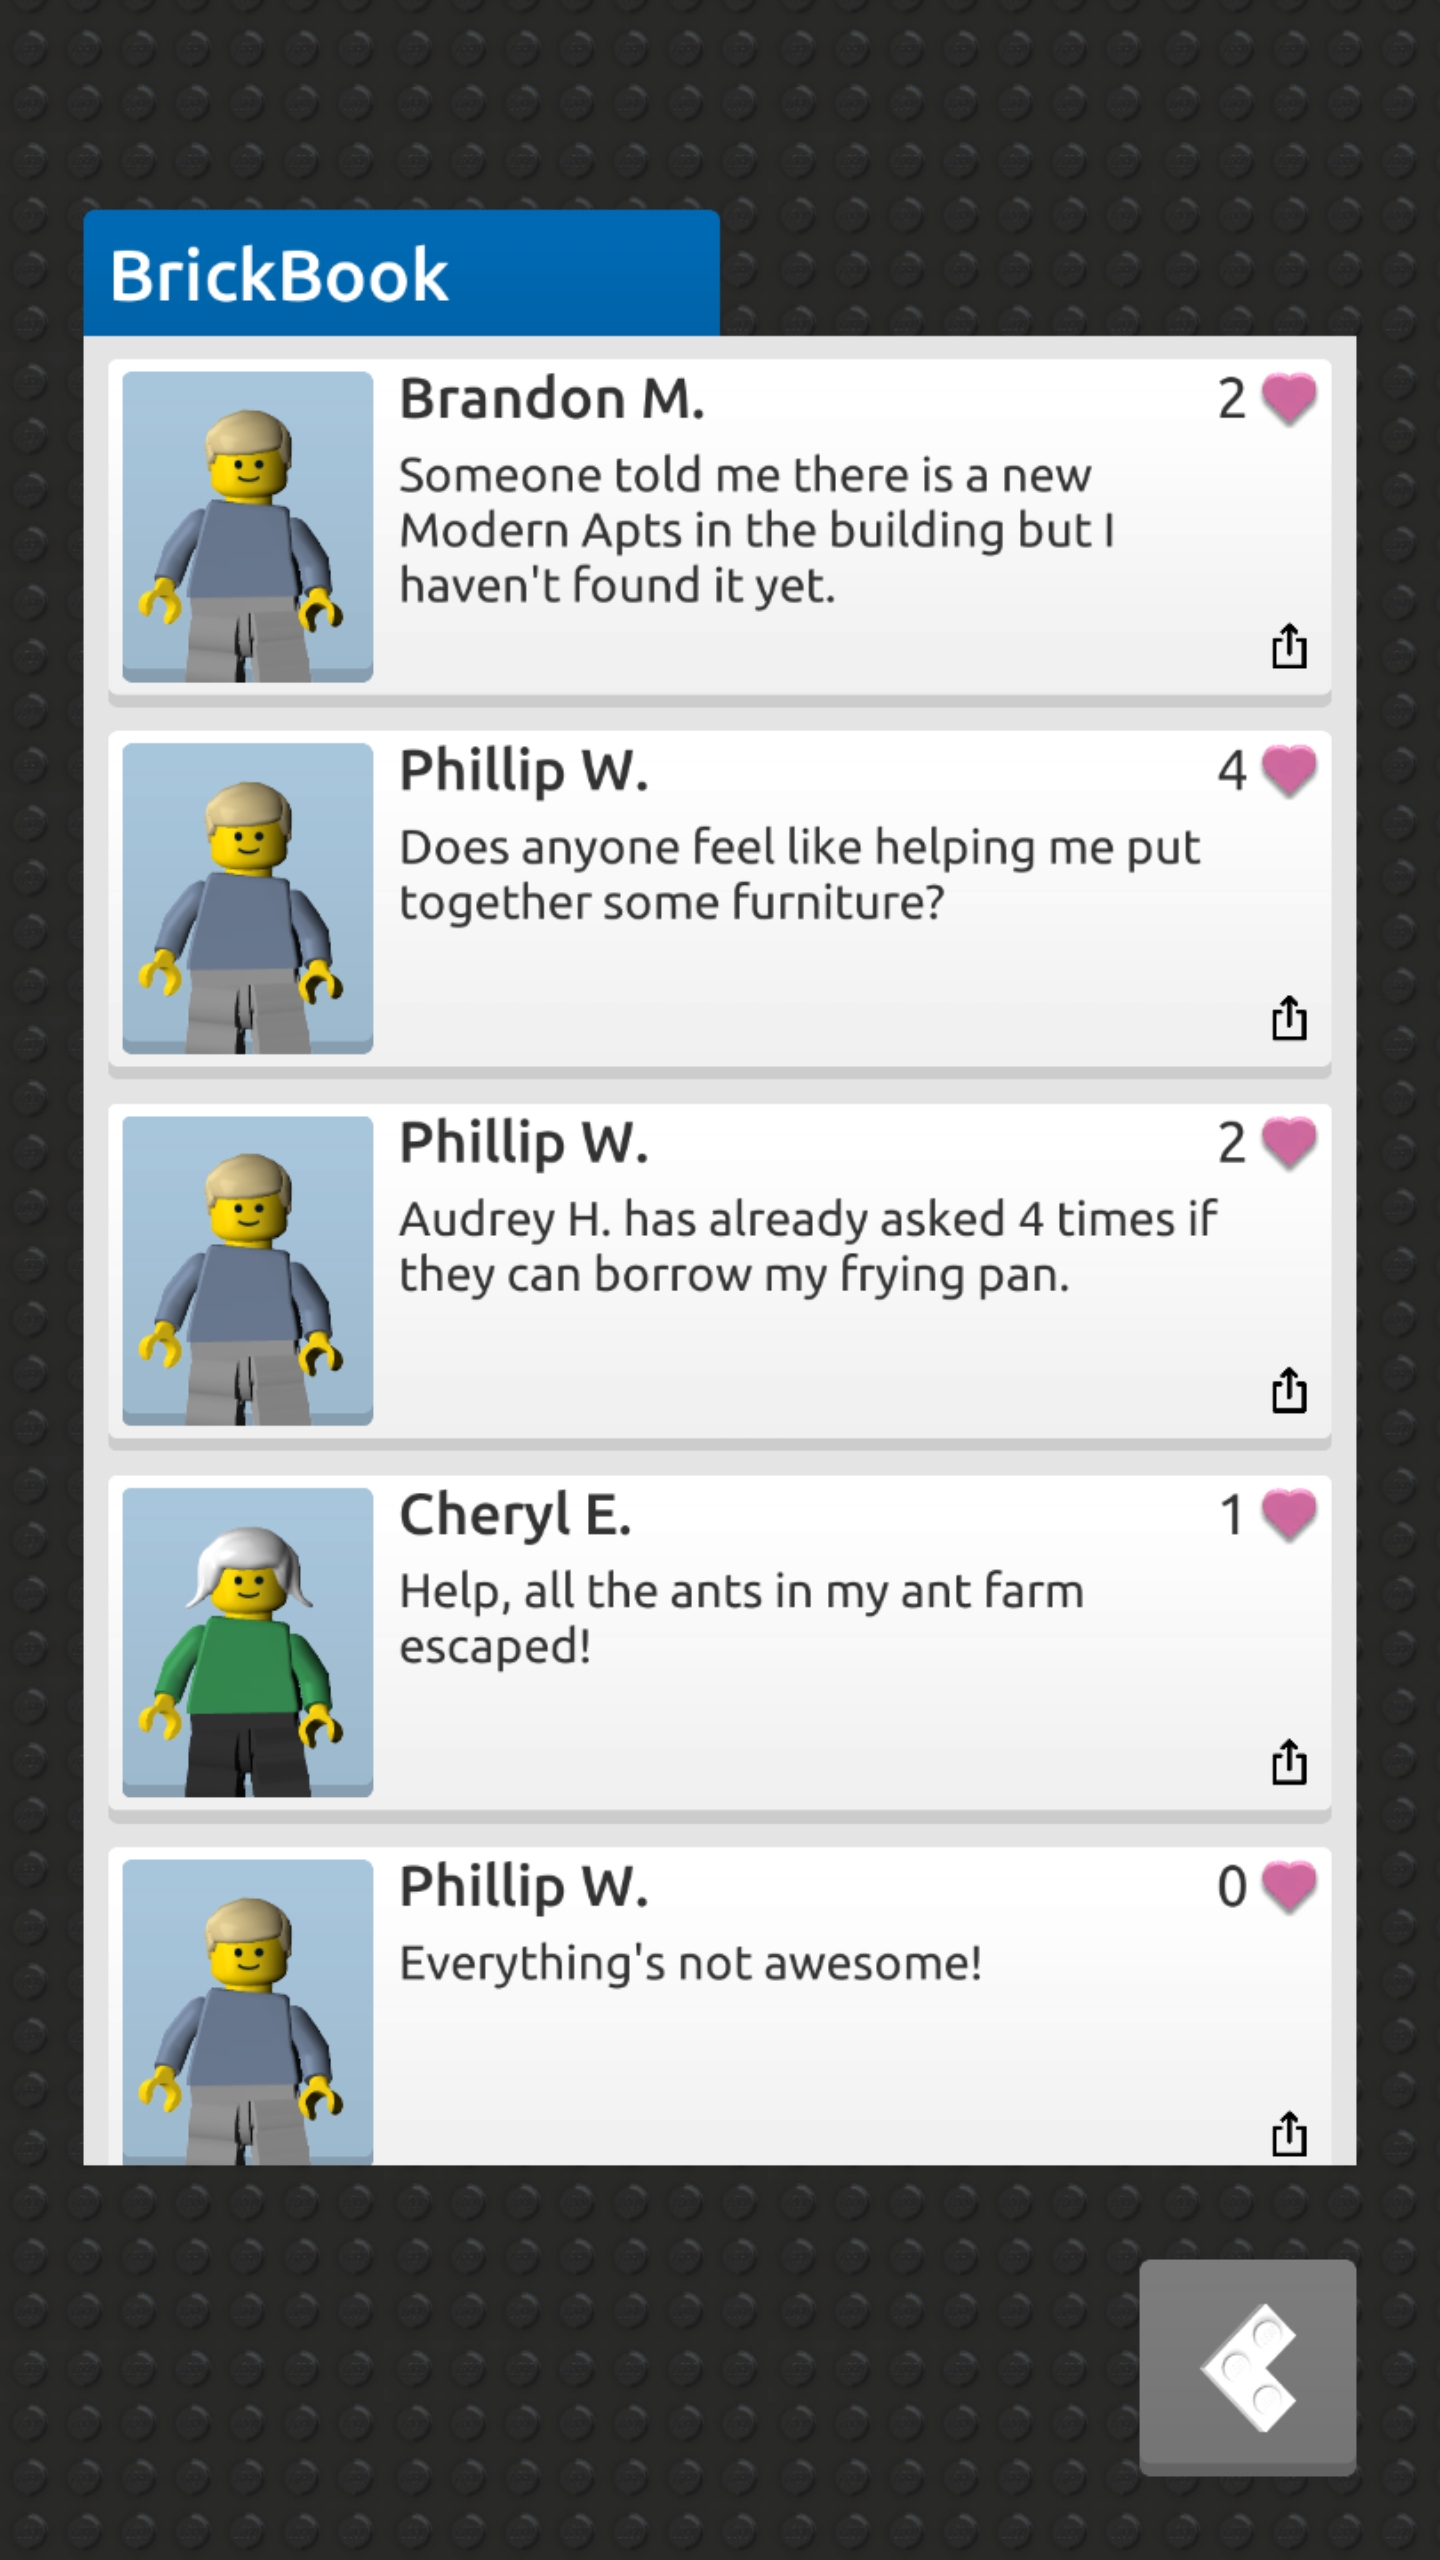 BrickBook
Brandon M.
2
Someone told me there is a new
Modern Apts in the building but I
haven't found it yet.
Phillip W.
4
Does anyone feel like helping me put
together some furniture?
Phillip W.
2
Audrey H. has already asked 4 times if
they can borrow my frying pan.
Cheryl E.
1
Help, all the ants in my ant farm
escaped!
Phillip W.
0
Everything's not awesome!